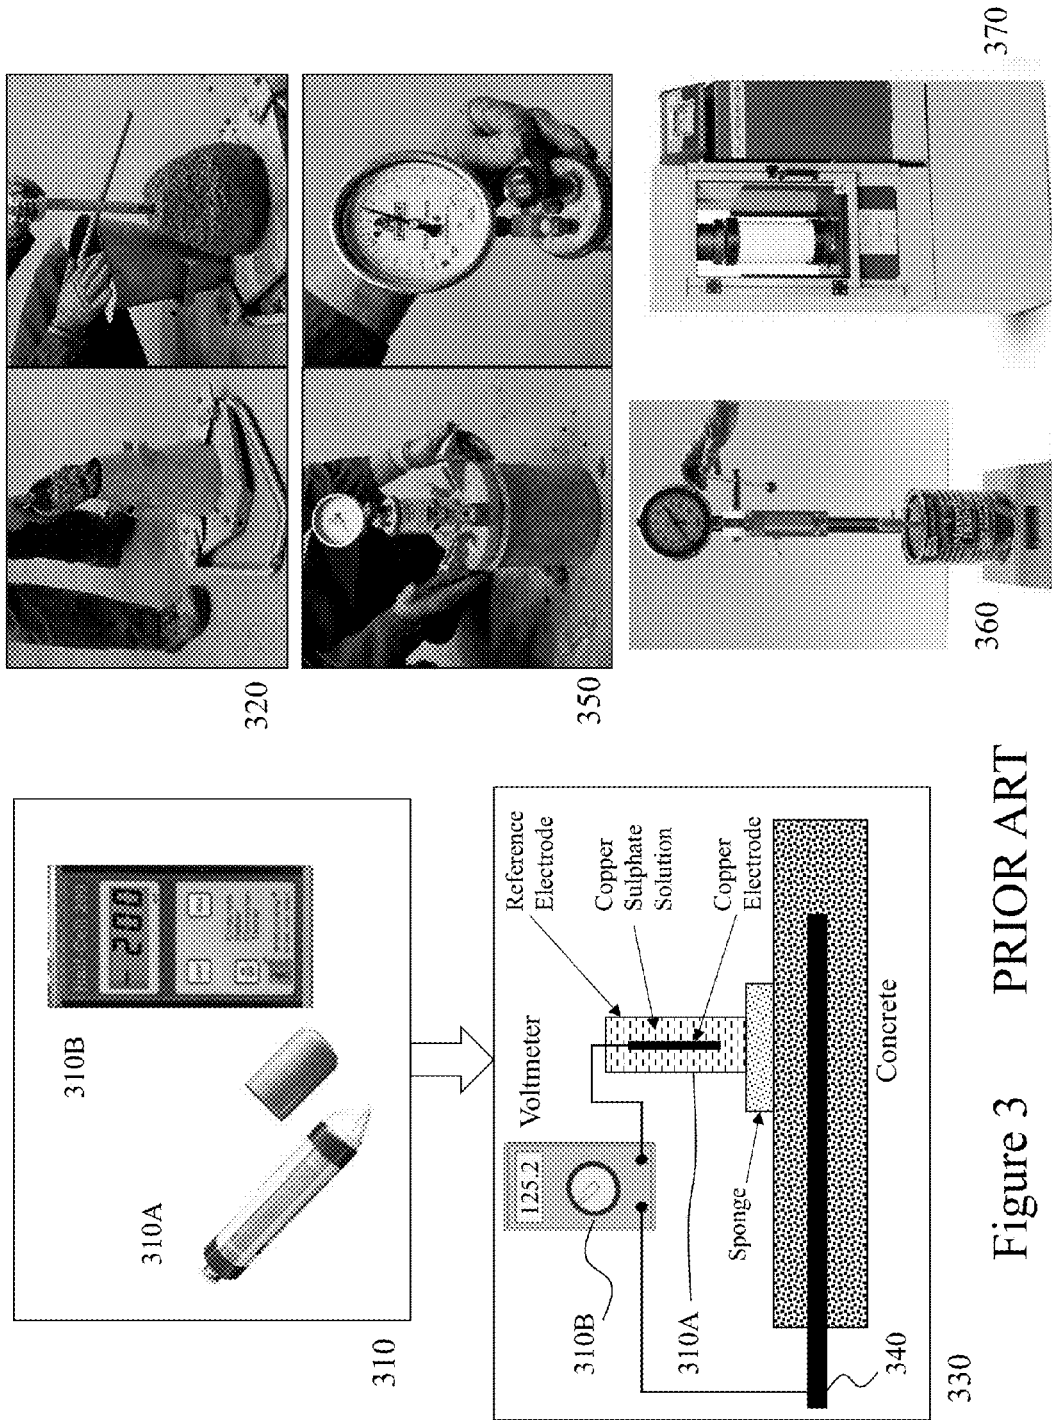 310A
310B
200
310
320
350
360
370
Voltmeter
125.2
Reference
Electrode
Copper
Sulphate
Solution
Copper
Electrode
310B
310A
Sponge
340
Concrete
330
Figure 3
PRIOR ART